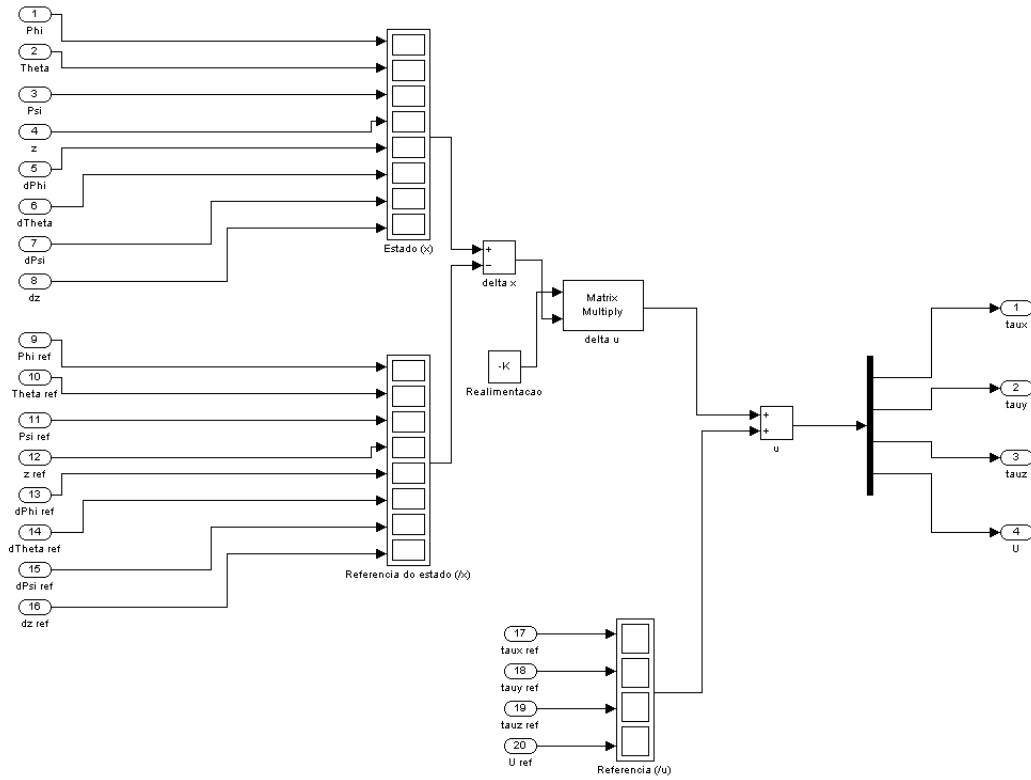 1
Phi
2
Theta
3
Psi
4
z
5
dPhi
6
dTheta
7
dPsi
8
dz
Estado (x)
9
Phi ref
10
Theta ref
11
Psi ref
12
z ref
13
dPhi ref
14
dTheta ref
15
dPsi ref
16
dz ref
Referencia do estado (/x)
+
−
delta x
-K
Realimentacao
Matrix
Multiply
delta u
17
taux ref
18
tauy ref
19
tauz ref
20
U ref
Referencia (/u)
+
+
u
1
taux
2
tauy
3
tauz
4
U